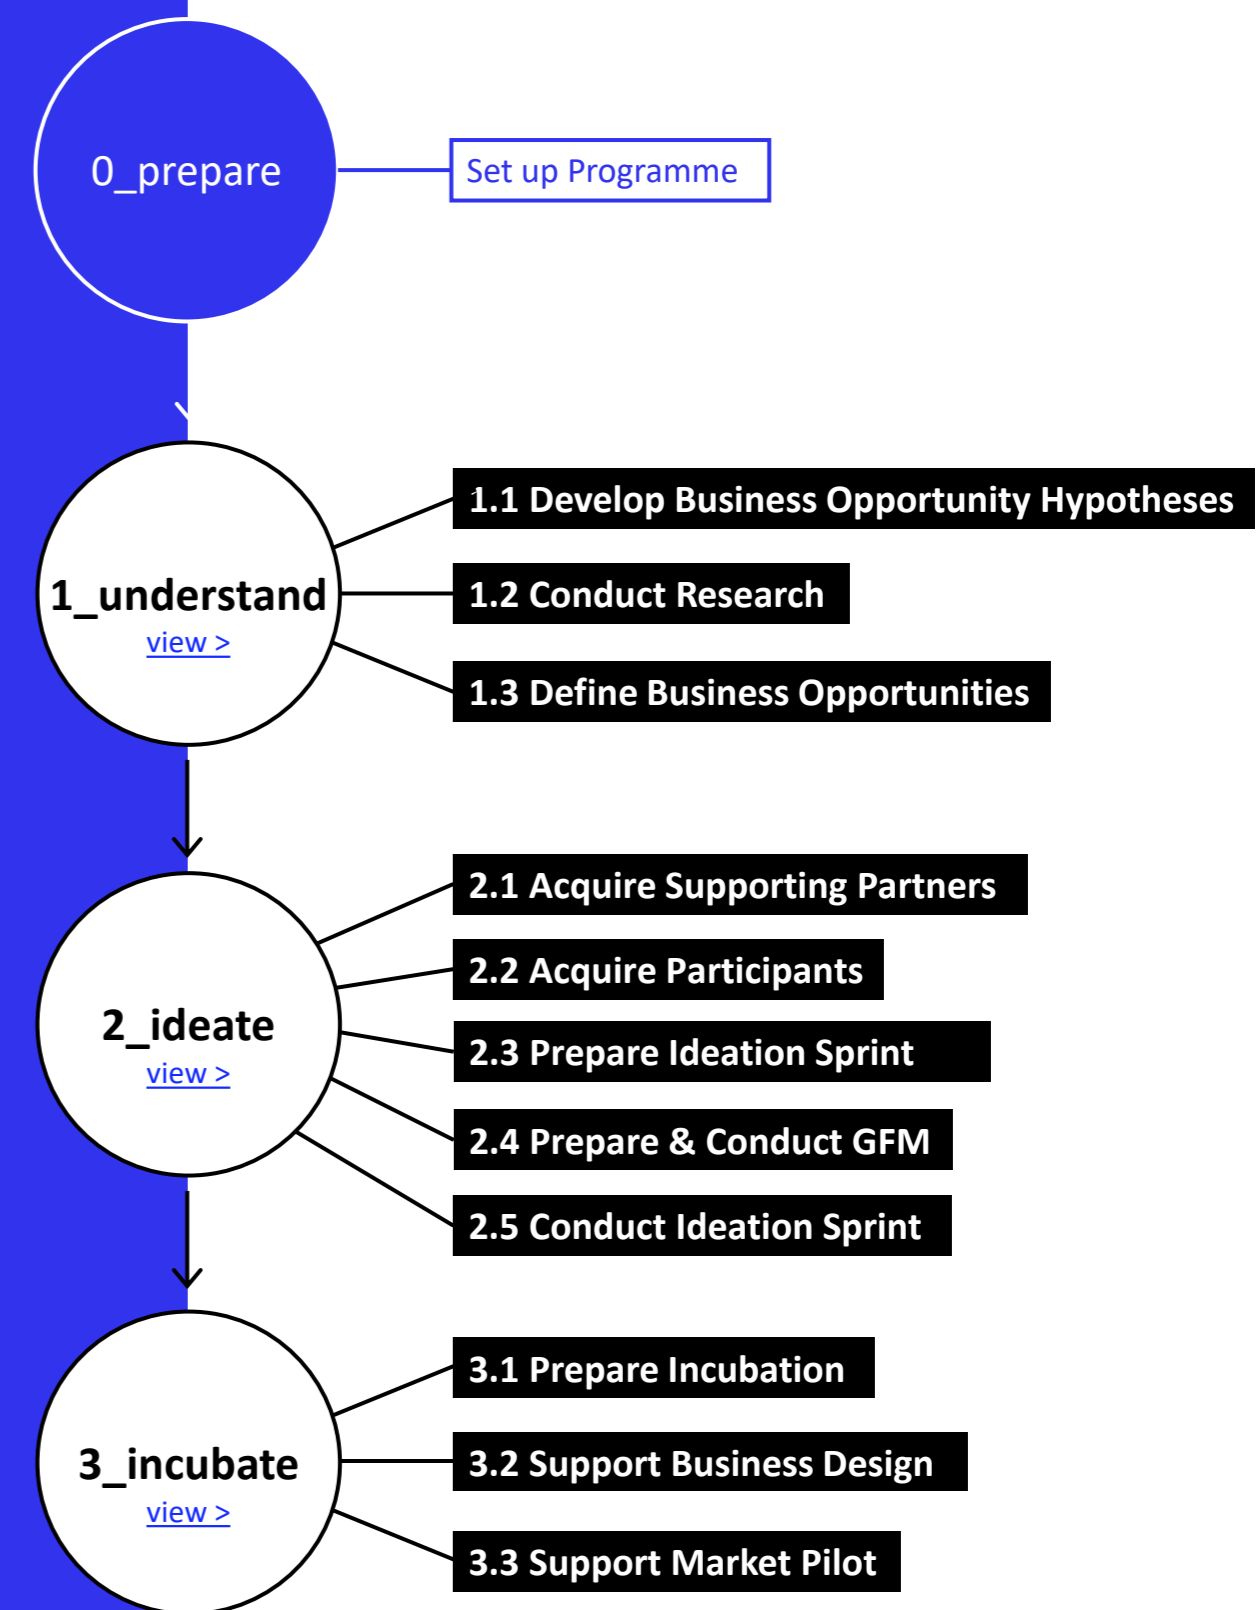 0_prepare
Set up Programme
1_understand
view >
1.1 Develop Business Opportunity Hypotheses
1.2 Conduct Research
1.3 Define Business Opportunities
2_ideate
view >
2.1 Acquire Supporting Partners
2.2 Acquire Participants
2.3 Prepare Ideation Sprint
2.4 Prepare & Conduct GFM
2.5 Conduct Ideation Sprint
3_incubate
view >
3.1 Prepare Incubation
3.2 Support Business Design
3.3 Support Market Pilot